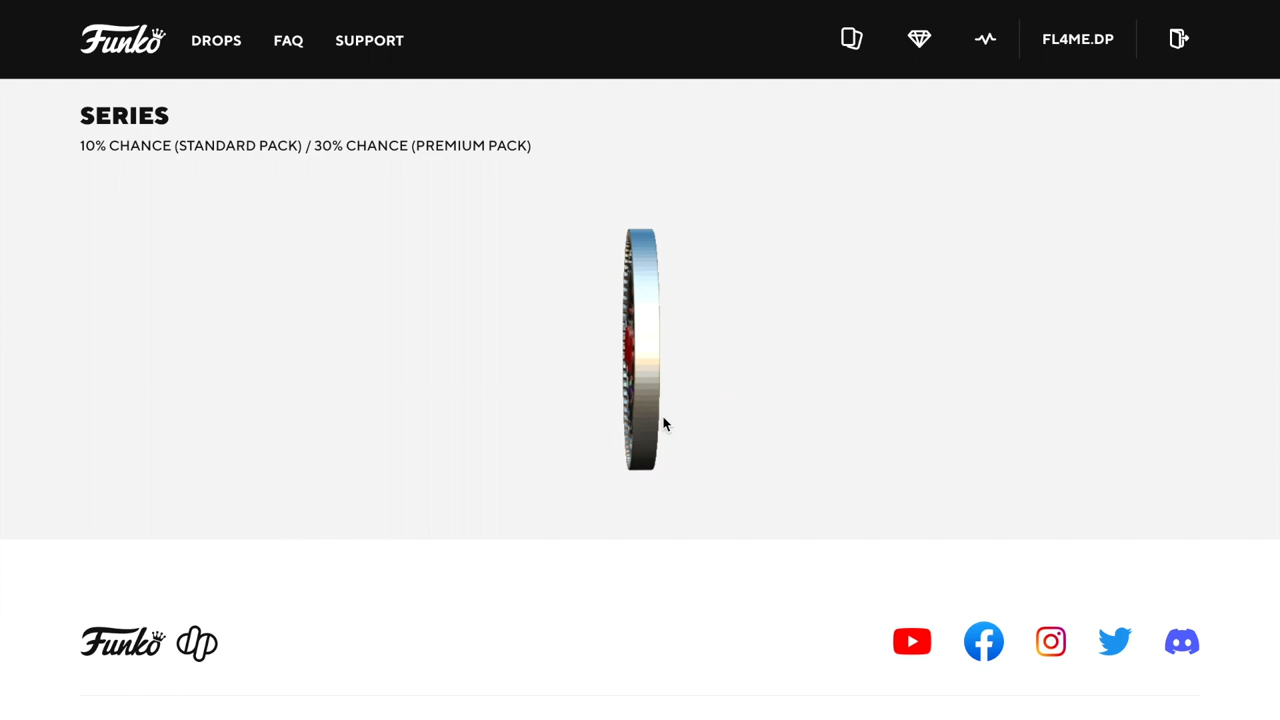 Funko
DROPS
FAQ
SUPPORT
FL4ME.DP
SERIES
10% CHANCE (STANDARD PACK) / 30% CHANCE (PREMIUM PACK)
Funko